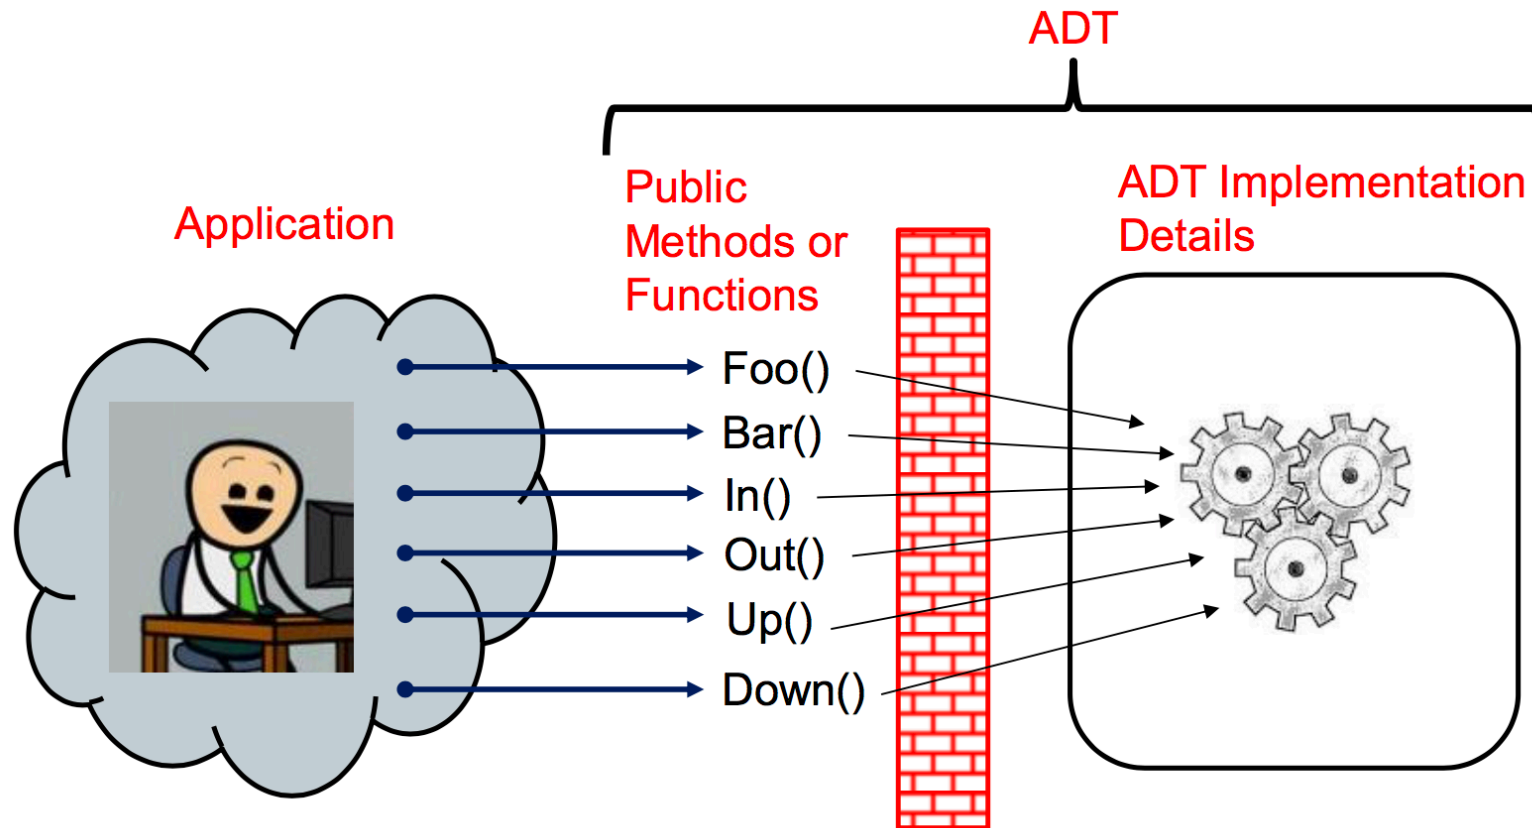 ADT
Application
Public
Methods or
Functions
ADT Implementation
Details
Foo()
Bar()
In()
Out()
Up()
Down()